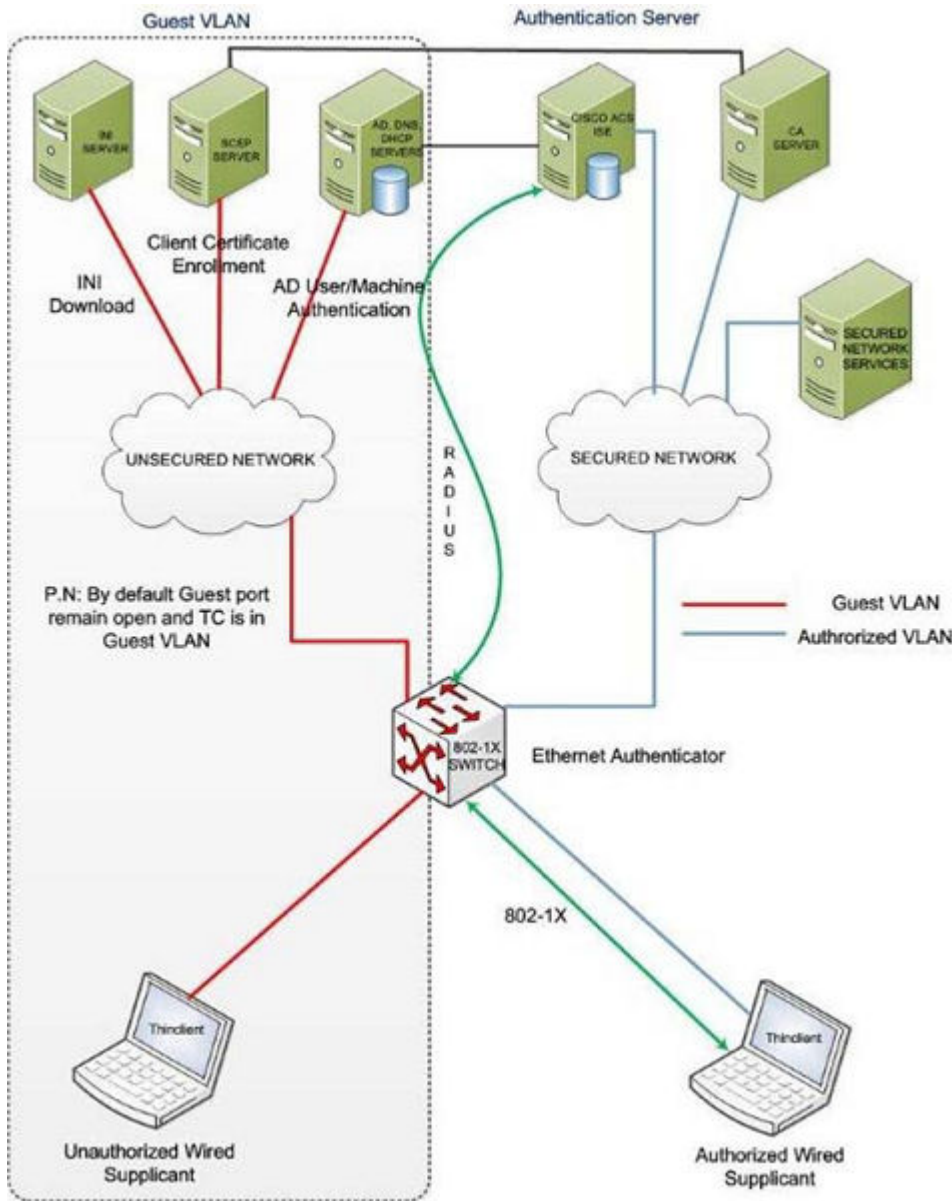 Guest VLAN
Authentication Server
INI
SERVER
SCEP
SERVER
AD, DNS,
DHCP
SERVERS
CISCO ACS
ISE
CA
SERVER
Client Certificate
Enrollment
INI
Download
AD User/Machine
Authentication
SECURED
NETWORK
SERVICES
UNSECURED NETWORK
SECURED NETWORK
R
A
D
I
U
S
P.N: By default Guest port
remain open and TC is in
Guest VLAN
Guest VLAN
Authrorized VLAN
802-1X
SWITCH
Ethernet Authenticator
802-1X
Thinclient
Thinclient
Unauthorized Wired
Supplicant
Authorized Wired
Supplicant